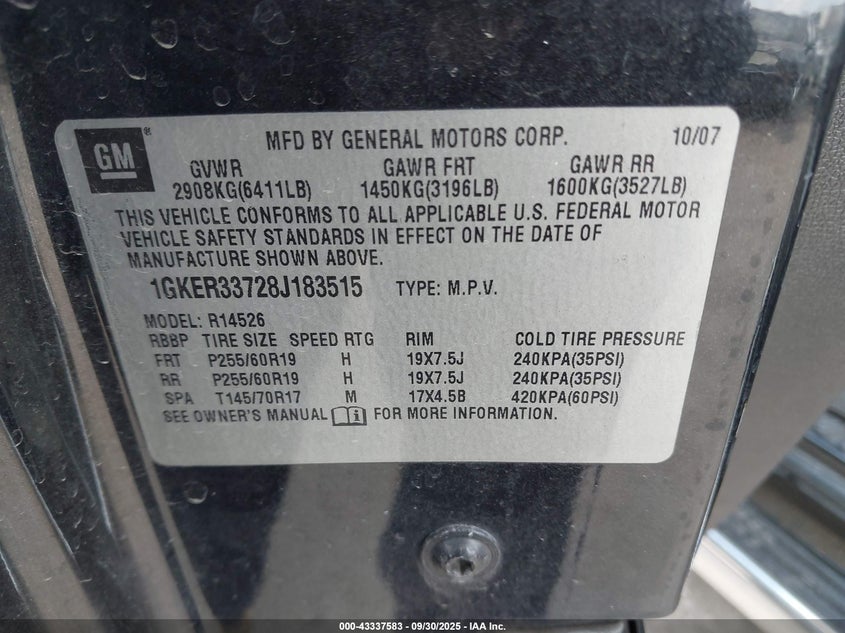 GM®
MFD BY GENERAL MOTORS CORP. 10/07
GVWR GAWR FRT GAWR RR
2908KG(6411LB) 1450KG(3196LB) 1600KG(3527LB)
THIS VEHICLE CONFORMS TO ALL APPLICABLE U.S. FEDERAL MOTOR
VEHICLE SAFETY STANDARDS IN EFFECT ON THE DATE OF
MANUFACTURE SHOWN ABOVE.
1GKER33728J183515 TYPE: M.P.V.
MODEL: R14526
RBBP TIRE SIZE SPEED RTG RIM COLD TIRE PRESSURE
FRT P255/60R19 H 19X7.5J 240KPA(35PSI)
RR P255/60R19 H 19X7.5J 240KPA(35PSI)
SPA T145/70R17 M 17X4.5B 420KPA(60PSI)
SEE OWNER'S MANUAL i FOR MORE INFORMATION.
000-43337583 - 09/30/2025 - IAA Inc.